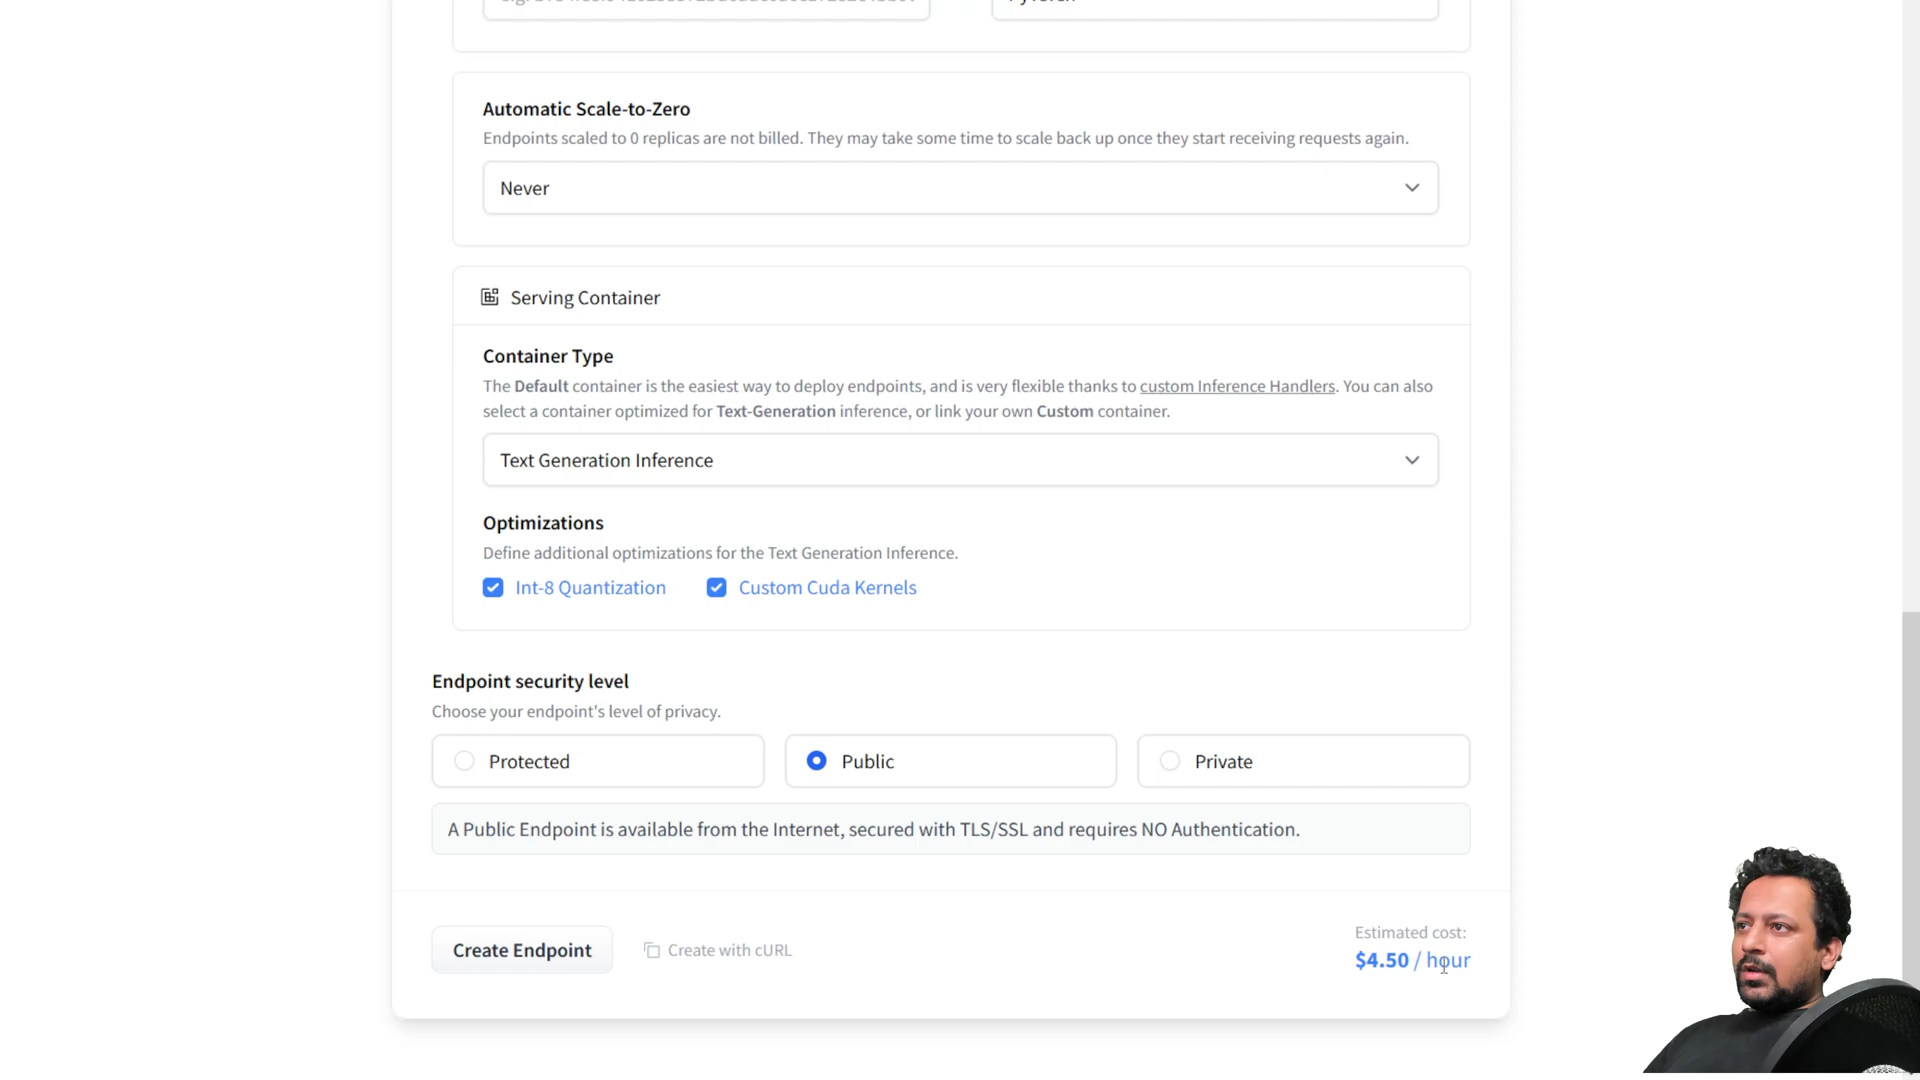 Automatic Scale-to-Zero
Endpoints scaled to 0 replicas are not billed. They may take some time to scale back up once they start receiving requests again.
Never
Serving Container
Container Type
The Default container is the easiest way to deploy endpoints, and is very flexible thanks to custom Inference Handlers. You can also
select a container optimized for Text-Generation inference, or link your own Custom container.
Text Generation Inference
Optimizations
Define additional optimizations for the Text Generation Inference.
Int-8 Quantization Custom Cuda Kernels
Endpoint security level
Choose your endpoint's level of privacy.
Protected Public Private
A Public Endpoint is available from the Internet, secured with TLS/SSL and requires NO Authentication.
Estimated cost:
Create Endpoint Create with cURL $4.50 / hour